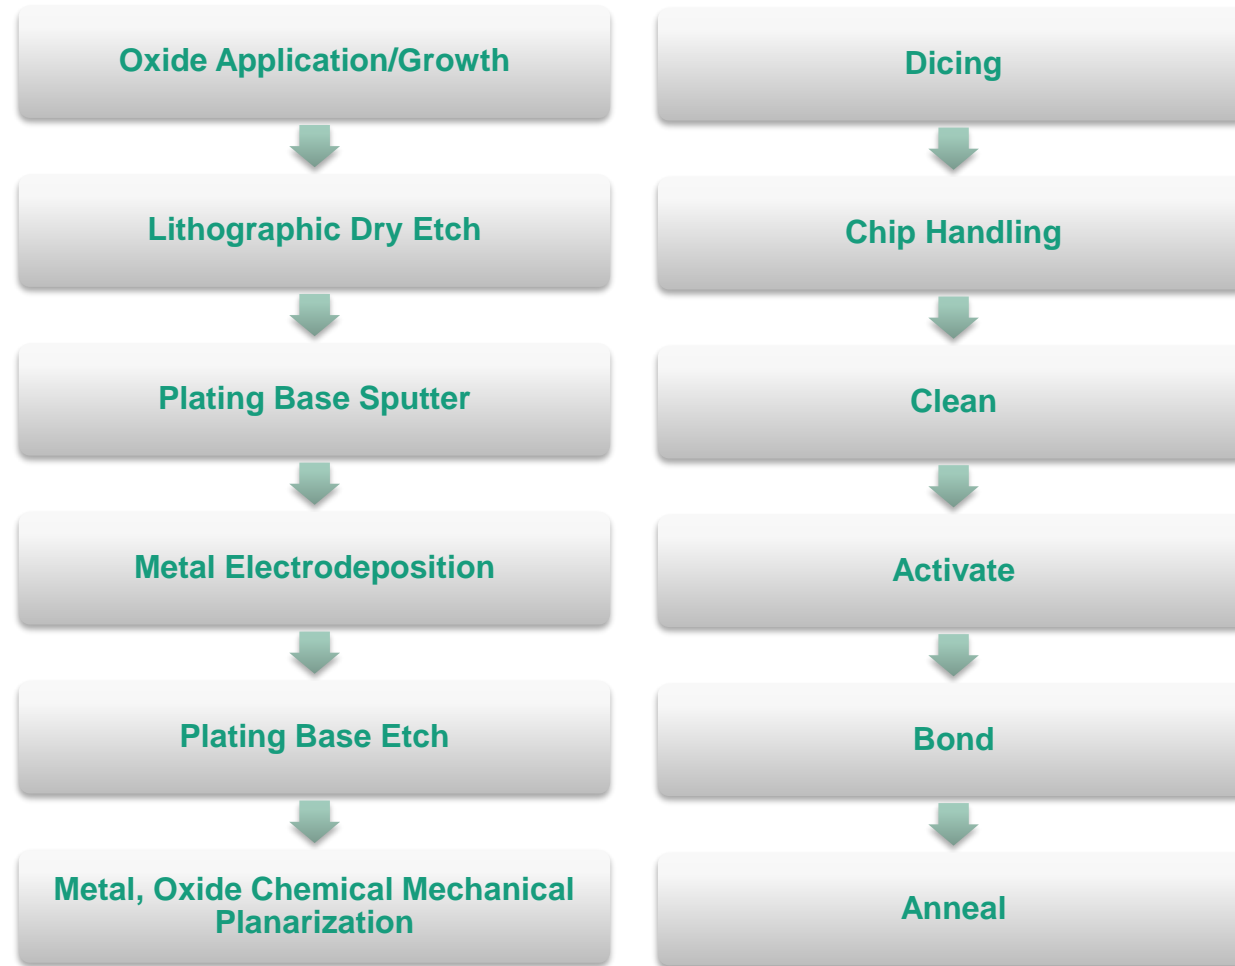 Oxide Application/Growth
Lithographic Dry Etch
Plating Base Sputter
Metal Electrodeposition
Plating Base Etch
Metal, Oxide Chemical Mechanical
Planarization
Dicing
Chip Handling
Clean
Activate
Bond
Anneal